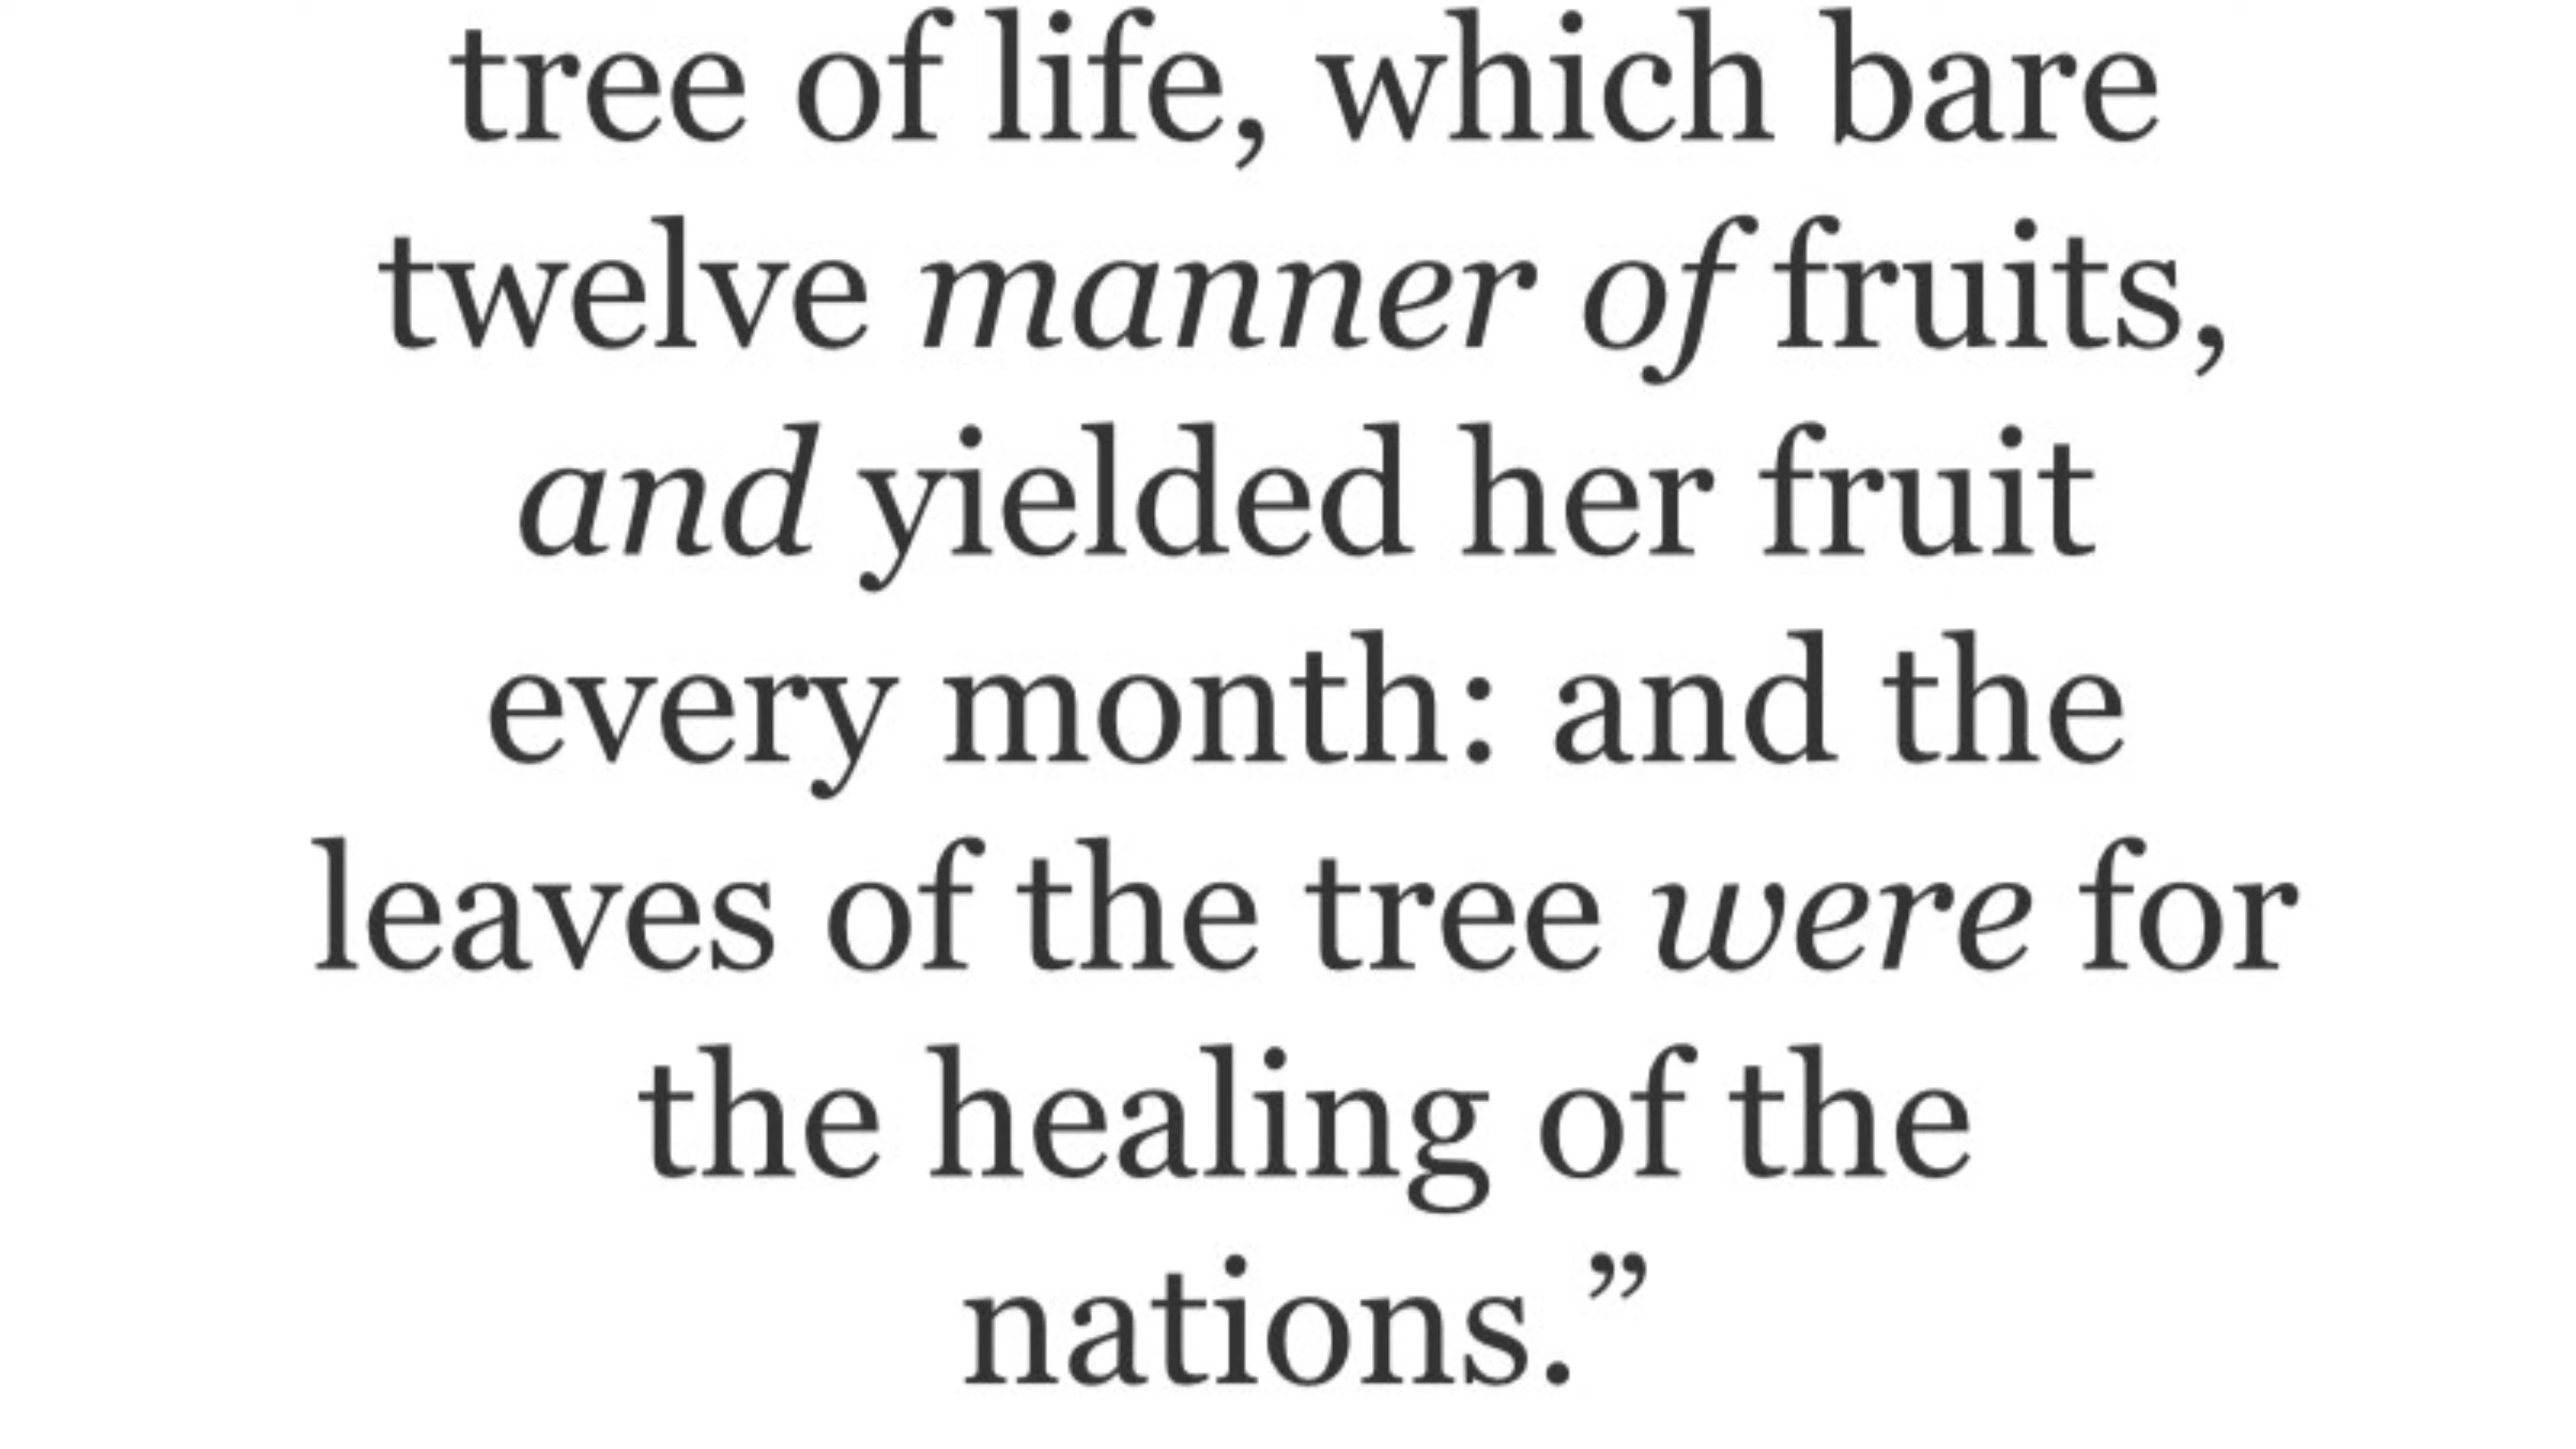 tree of life, which bare
twelve manner of fruits,
and yielded her fruit
every month: and the
leaves of the tree were for
the healing of the
nations.”